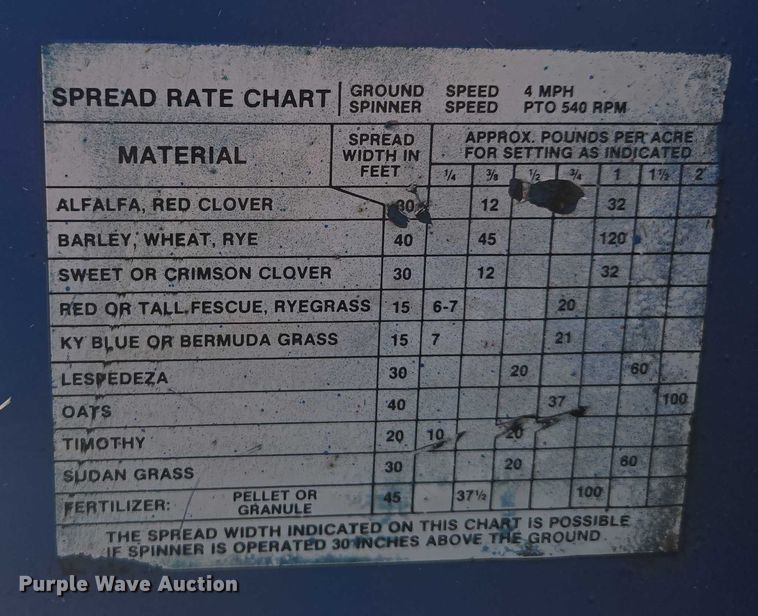 SPREAD RATE CHART
GROUND SPEED 4 MPH
SPINNER SPEED PTO 540 RPM
MATERIAL
SPREAD WIDTH IN FEET
APPROX. POUNDS PER ACRE
FOR SETTING AS INDICATED
1/4 3/8 1/2 3/4 1 1 1/2 2
ALFALFA, RED CLOVER 30 12 32
BARLEY, WHEAT, RYE 40 45 120
SWEET OR CRIMSON CLOVER 30 12 32
RED OR TALL FESCUE, RYEGRASS 15 6-7 20
KY BLUE OR BERMUDA GRASS 15 7 21
LESPEDEZA 30 20 60
OATS 40 37 100
TIMOTHY 20 10 20
SUDAN GRASS 30 20 60
FERTILIZER: PELLET OR GRANULE 45 37 1/2 100
THE SPREAD WIDTH INDICATED ON THIS CHART IS POSSIBLE
IF SPINNER IS OPERATED 30 INCHES ABOVE THE GROUND
Purple Wave Auction